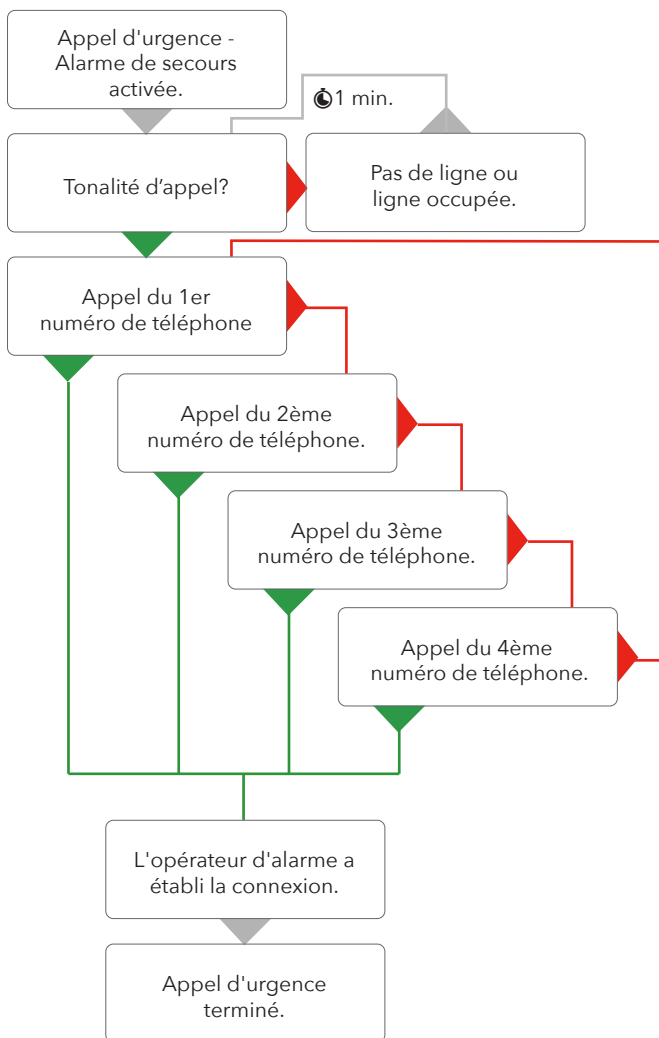 Appel d'urgence -
Alarme de secours
activée.
1 min.
Tonalité d’appel?
Pas de ligne ou
ligne occupée.
Appel du 1er
numéro de téléphone
Appel du 2ème
numéro de téléphone.
Appel du 3ème
numéro de téléphone.
Appel du 4ème
numéro de téléphone.
L'opérateur d'alarme a
établi la connexion.
Appel d'urgence
terminé.